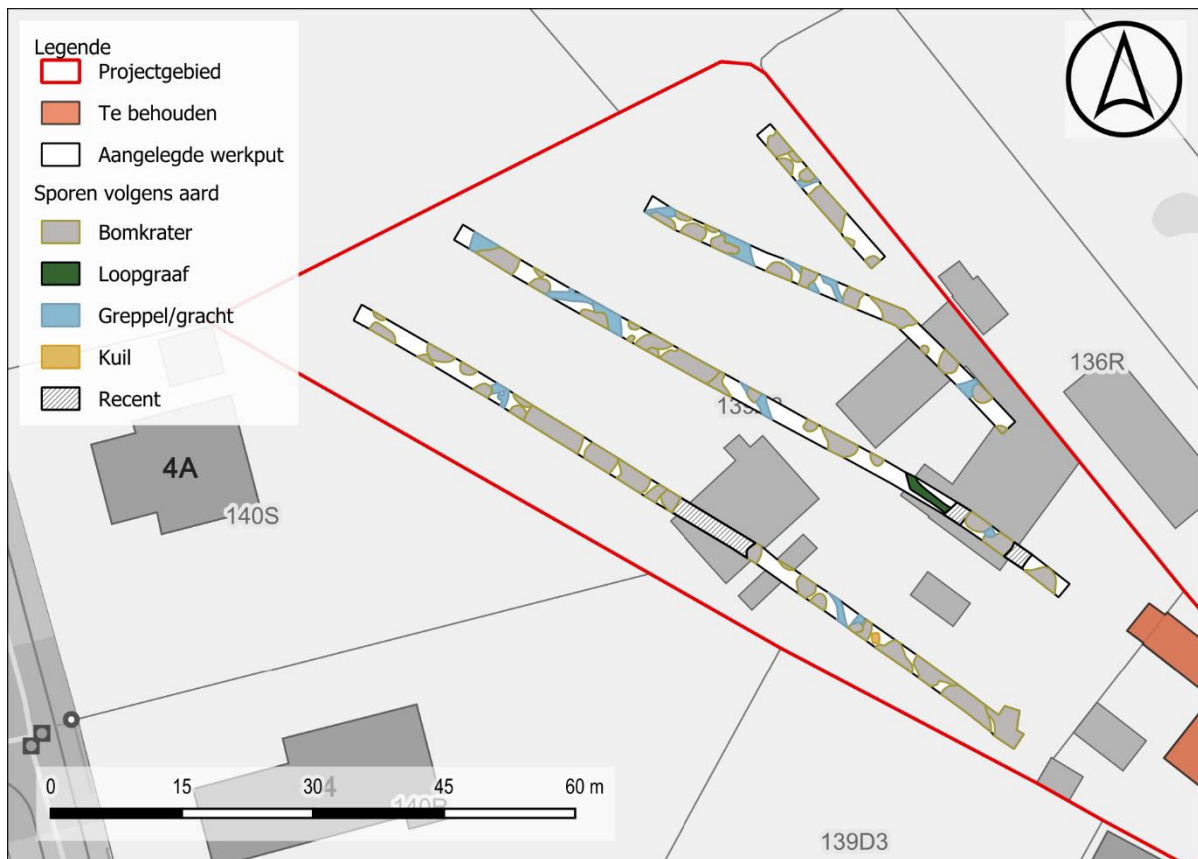 Legende
Projectgebied
Te behouden
Aangelegde werkput
Sporen volgens aard
Bomkrater
Loopgraaf
Greppel/gracht
Kuil
Recent
136R
4A
140S
0 15 30 45 60 m
4
139D3